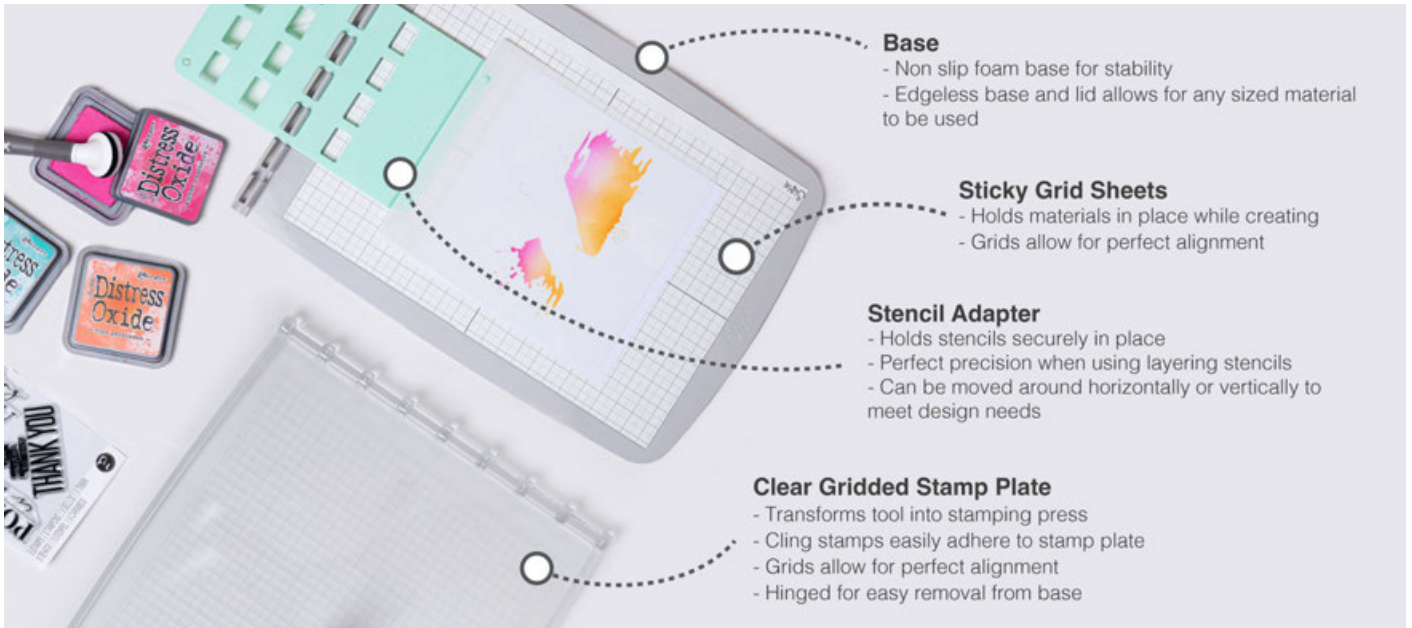 Base
- Non slip foam base for stability
- Edgeless base and lid allows for any sized material
to be used
Sticky Grid Sheets
- Holds materials in place while creating
- Grids allow for perfect alignment
Stencil Adapter
- Holds stencils securely in place
- Perfect precision when using layering stencils
- Can be moved around horizontally or vertically to
meet design needs
Clear Gridded Stamp Plate
- Transforms tool into stamping press
- Cling stamps easily adhere to stamp plate
- Grids allow for perfect alignment
- Hinged for easy removal from base
Distress
Oxide
Distress
Oxide
THANK YOU